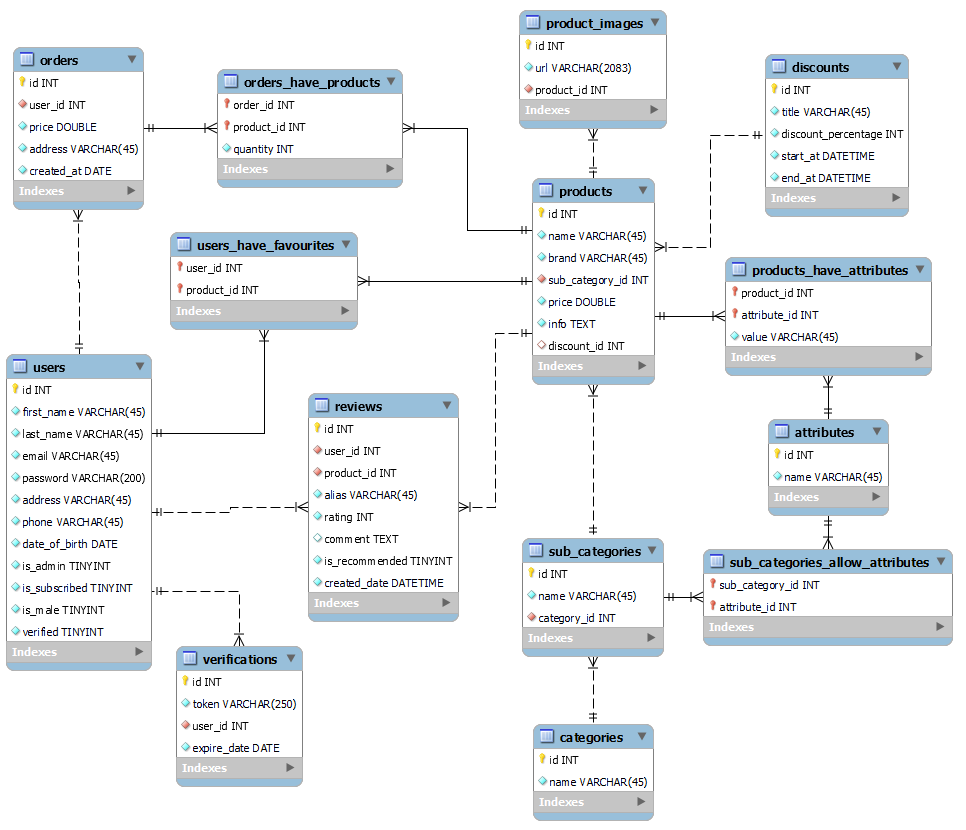 orders
id INT
user_id INT
price DOUBLE
address VARCHAR(45)
created_at DATE
Indexes
orders_have_products
order_id INT
product_id INT
quantity INT
Indexes
product_images
id INT
url VARCHAR(2083)
product_id INT
Indexes
discounts
id INT
title VARCHAR(45)
discount_percentage INT
start_at DATETIME
end_at DATETIME
Indexes
users_have_favourites
user_id INT
product_id INT
Indexes
products
id INT
name VARCHAR(45)
brand VARCHAR(45)
sub_category_id INT
price DOUBLE
info TEXT
discount_id INT
Indexes
products_have_attributes
product_id INT
attribute_id INT
value VARCHAR(45)
Indexes
users
id INT
first_name VARCHAR(45)
last_name VARCHAR(45)
email VARCHAR(45)
password VARCHAR(200)
address VARCHAR(45)
phone VARCHAR(45)
date_of_birth DATE
is_admin TINYINT
is_subscribed TINYINT
is_male TINYINT
verified TINYINT
Indexes
reviews
id INT
user_id INT
product_id INT
alias VARCHAR(45)
rating INT
comment TEXT
is_recommended TINYINT
created_date DATETIME
Indexes
attributes
id INT
name VARCHAR(45)
Indexes
sub_categories
id INT
name VARCHAR(45)
category_id INT
Indexes
sub_categories_allow_attributes
sub_category_id INT
attribute_id INT
Indexes
verifications
id INT
token VARCHAR(250)
user_id INT
expire_date DATE
Indexes
categories
id INT
name VARCHAR(45)
Indexes